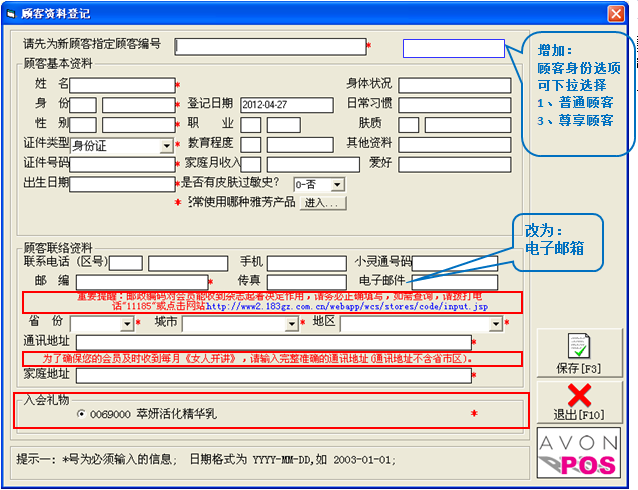 顾客资料登记
请先为新顾客指定顾客编号 *
增加:
顾客身份选项
可下拉选择
1、普通顾客
3、尊享顾客
顾客基本资料
姓 名 * 身体状况
身 份 * 登记日期 2012-04-27 日常习惯
性 别 * 职 业 肤质
证件类型 身份证 * 教育程度 其他资料
证件号码 * 家庭月收入 爱好
出生日期 * 是否有皮肤过敏史? 0-否
* 常使用哪种雅芳产品 进入...
改为:
电子邮箱
顾客联络资料
联系电话 (区号) 手机 小灵通号码
邮 编 * 传真 电子邮件
重要提醒:邮政编码对会员能收到杂志起着决定作用,请务必正确填写,如需查询,请拨打电
话"11185"或点击网站http://www2.183gz.com.cn/webapp/wcs/stores/code/input.jsp
省 份 * 城市 * 地区 *
通讯地址 *
为了确保您的会员及时收到每月《女人开讲》,请输入完整准确的通讯地址(通讯地址不含省市区)。
家庭地址 *
入会礼物
0069000 萃妍活化精华乳 *
保存[F3]
退出[F10]
AVON
POS
提示一: *号为必须输入的信息; 日期格式为 YYYY-MM-DD,如 2003-01-01;